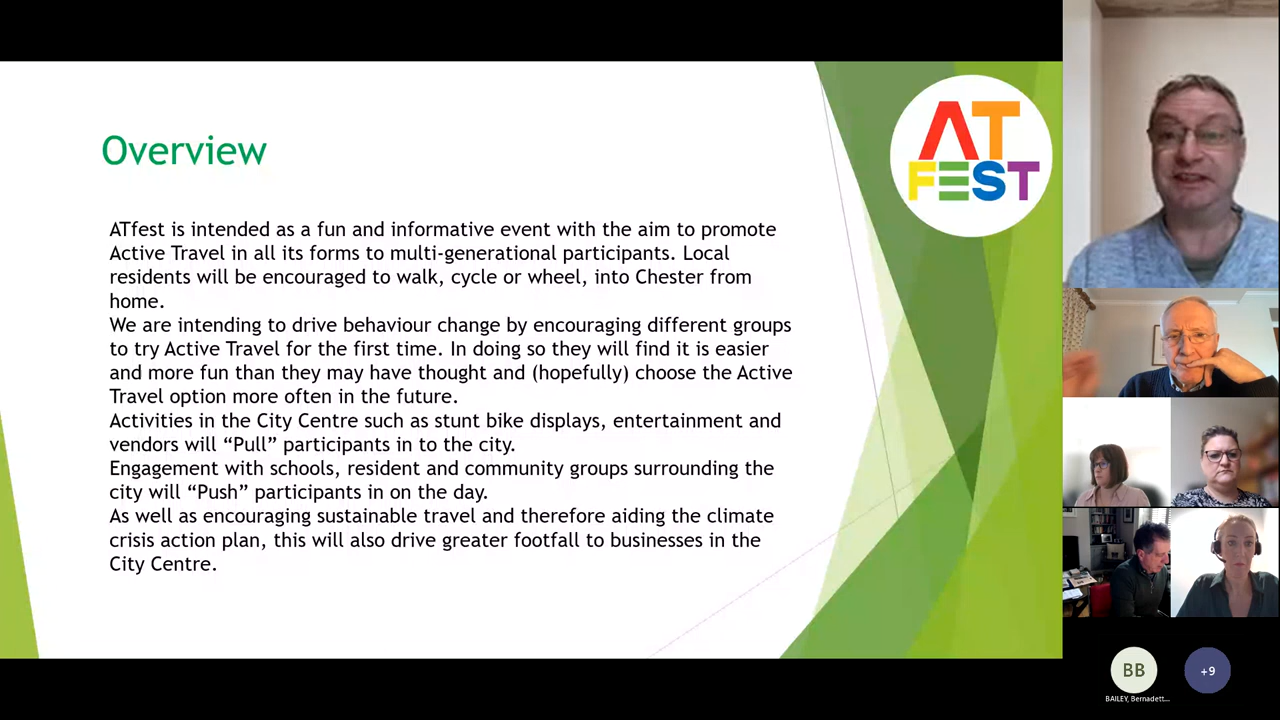 Overview
AT
FEST
ATfest is intended as a fun and informative event with the aim to promote
Active Travel in all its forms to multi-generational participants. Local
residents will be encouraged to walk, cycle or wheel, into Chester from
home.
We are intending to drive behaviour change by encouraging different groups
to try Active Travel for the first time. In doing so they will find it is easier
and more fun than they may have thought and (hopefully) choose the Active
Travel option more often in the future.
Activities in the City Centre such as stunt bike displays, entertainment and
vendors will “Pull” participants in to the city.
Engagement with schools, resident and community groups surrounding the
city will “Push” participants in on the day.
As well as encouraging sustainable travel and therefore aiding the climate
crisis action plan, this will also drive greater footfall to businesses in the
City Centre.
BB
+9
BAILEY, Bernadett...